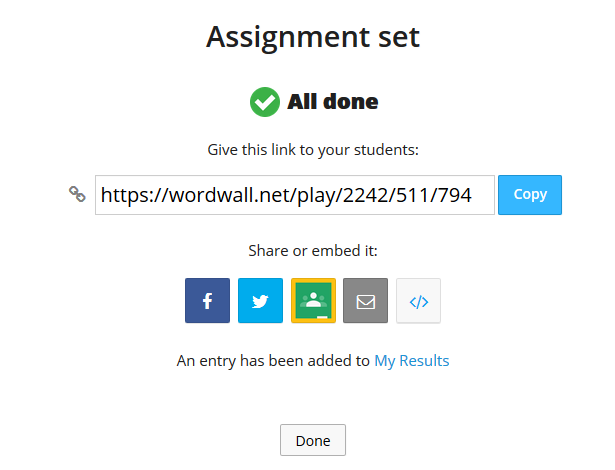 Assignment set
All done
Give this link to your students:
https://wordwall.net/play/2242/511/794
Copy
Share or embed it:
An entry has been added to My Results
Done